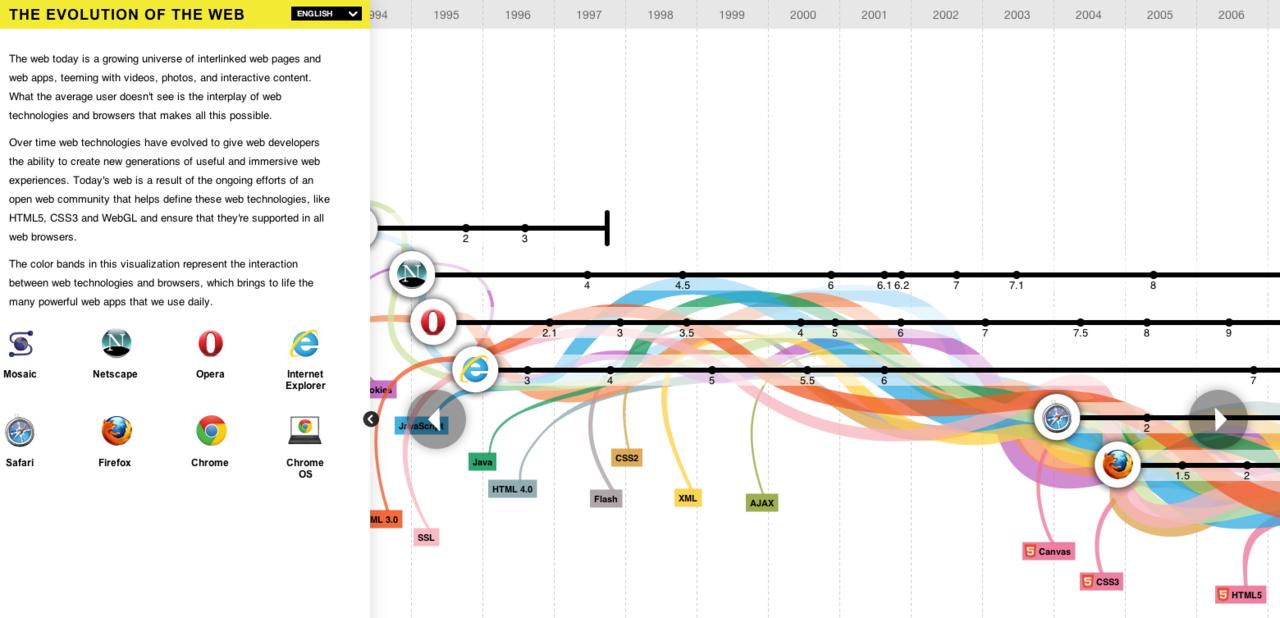 THE EVOLUTION OF THE WEB
ENGLISH
994 1995 1996 1997 1998 1999 2000 2001 2002 2003 2004 2005 2006
The web today is a growing universe of interlinked web pages and
web apps, teeming with videos, photos, and interactive content.
What the average user doesn't see is the interplay of web
technologies and browsers that makes all this possible.
Over time web technologies have evolved to give web developers
the ability to create new generations of useful and immersive web
experiences. Today's web is a result of the ongoing efforts of an
open web community that helps define these web technologies, like
HTML5, CSS3 and WebGL and ensure that they're supported in all
web browsers.
The color bands in this visualization represent the interaction
between web technologies and browsers, which brings to life the
many powerful web apps that we use daily.
Mosaic Netscape Opera Internet
Explorer
Safari Firefox Chrome Chrome
OS
2 3
N
4 4.5 6 6.1 6.2 7 7.1 8
2.1 3 3.5 4 5 6 7 7.5 8 9
3 4 5 5.5 6 7
2
1.5 2
okies
JavaScript
Java
HTML 4.0
CSS2
Flash
XML
AJAX
ML 3.0
SSL
5 Canvas
5 CSS3
5 HTML5